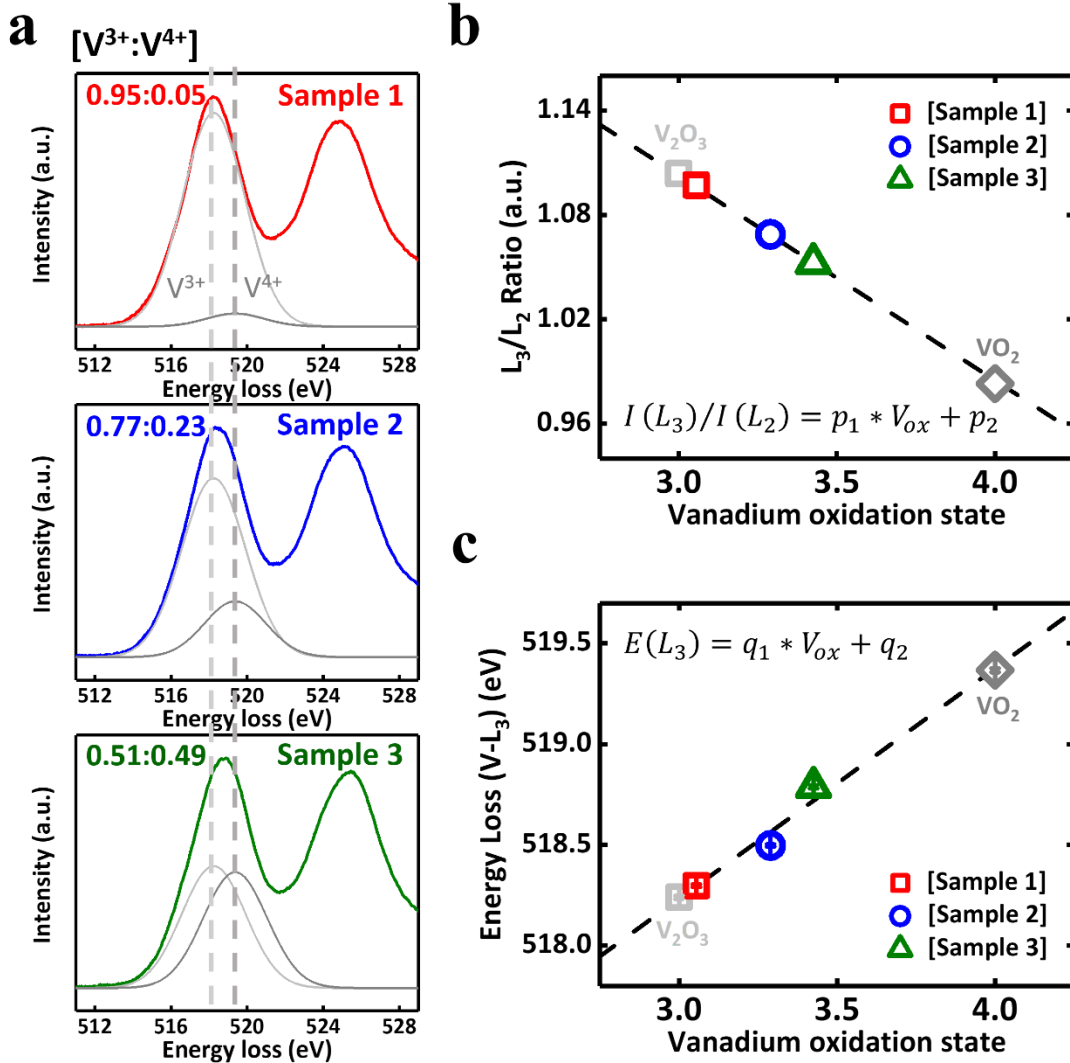 a
[V³⁺:V⁴⁺]
0.95:0.05
Sample 1
Intensity (a.u.)
V³⁺
V⁴⁺
512 516 520 524 528
Energy loss (eV)
0.77:0.23
Sample 2
Intensity (a.u.)
512 516 520 524 528
Energy loss (eV)
0.51:0.49
Sample 3
Intensity (a.u.)
512 516 520 524 528
Energy loss (eV)
b
1.14
1.08
1.02
0.96
L₃/L₂ Ratio (a.u.)
V₂O₃
[Sample 1]
[Sample 2]
[Sample 3]
VO₂
I (L₃)/I (L₂) = p₁ * Vₒₓ + p₂
3.0 3.5 4.0
Vanadium oxidation state
c
519.5
519.0
518.5
518.0
Energy Loss (V-L₃) (eV)
E(L₃) = q₁ * Vₒₓ + q₂
VO₂
V₂O₃
[Sample 1]
[Sample 2]
[Sample 3]
3.0 3.5 4.0
Vanadium oxidation state